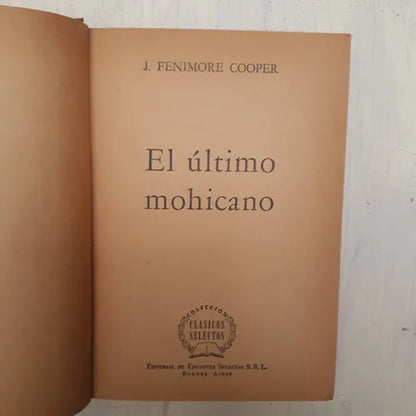 J. FENIMORE COOPER
El último
mohicano
COLECCION
CLASICOS
SELECTOS
EDITORIAL DE EDICIONES SELECTAS S. R. L.
BUENOS AIRES